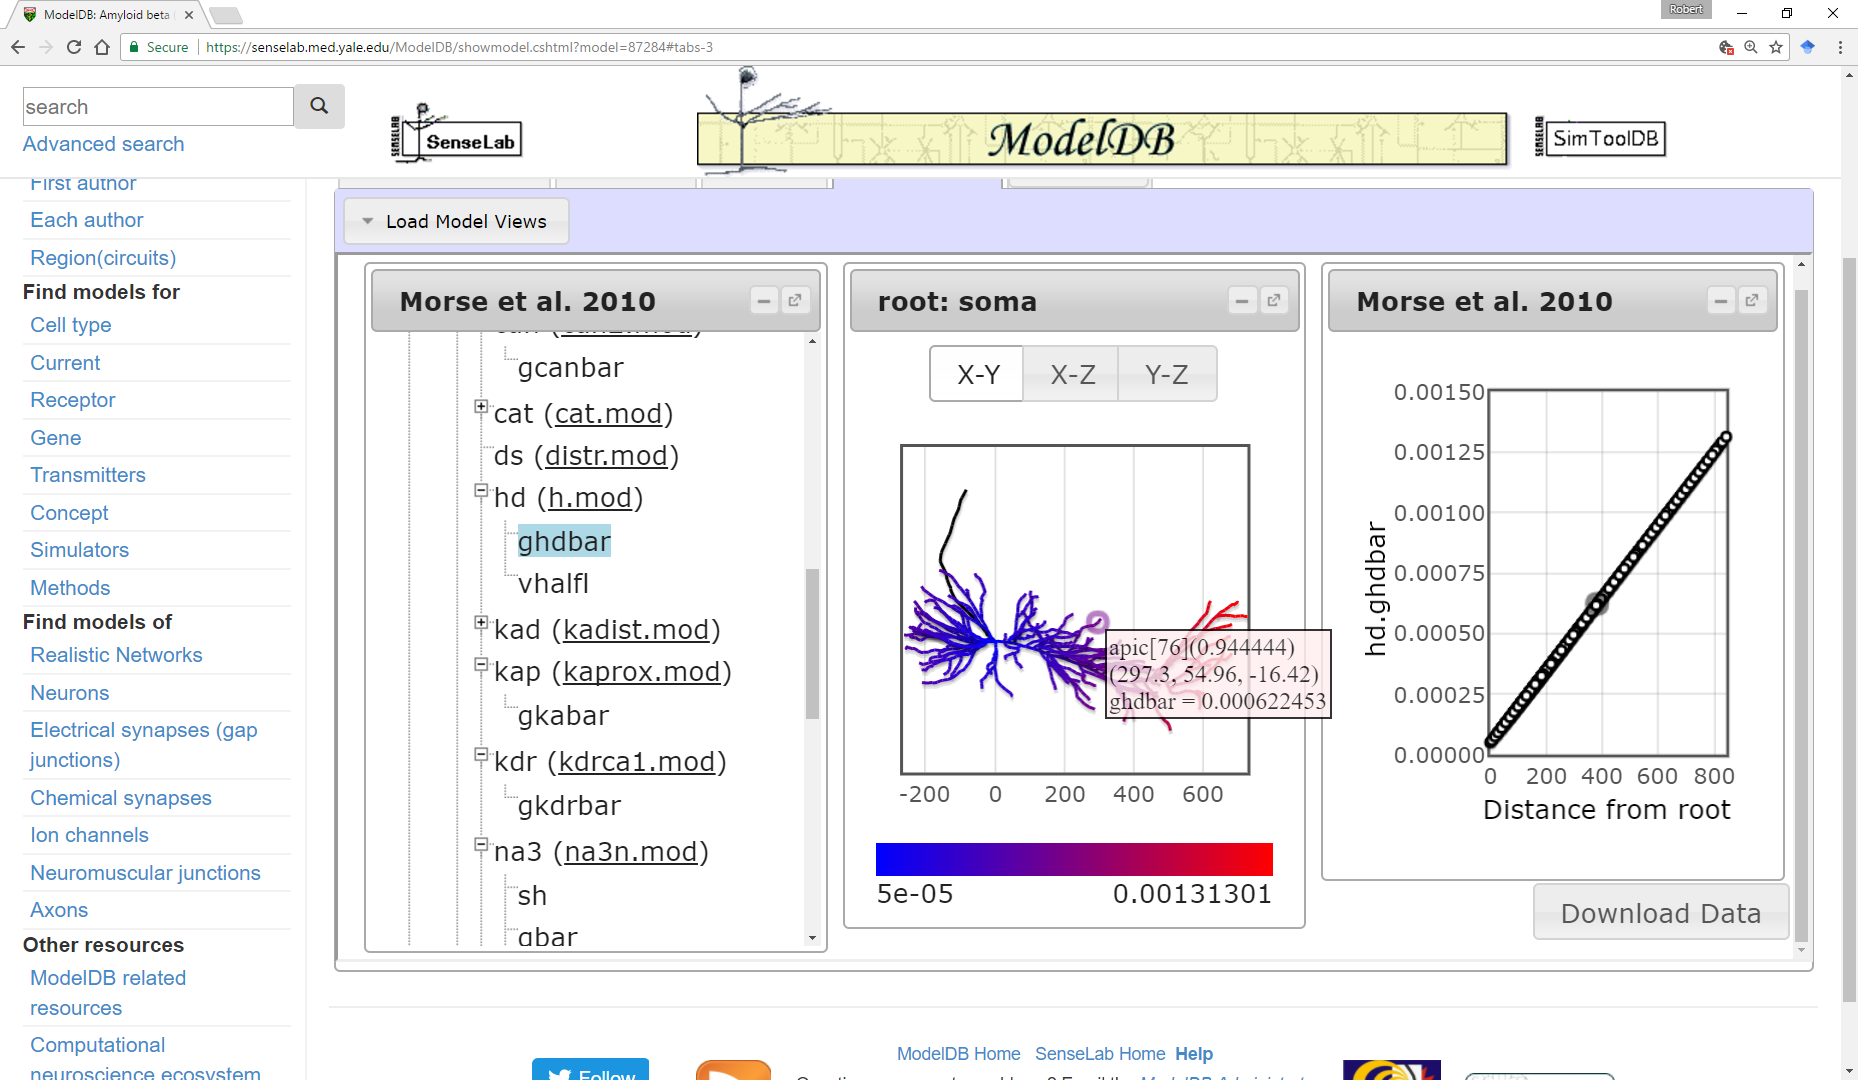 ModelDB: Amyloid beta
Robert
Secure
https://senselab.med.yale.edu/ModelDB/showmodel.cshtml?model=87284#tabs-3
search
Advanced search
SENSELAB
SenseLab
ModelDB
SENSELAB
SimToolDB
First author
Each author
Region(circuits)
Find models for
Cell type
Current
Receptor
Gene
Transmitters
Concept
Simulators
Methods
Find models of
Realistic Networks
Neurons
Electrical synapses (gap
junctions)
Chemical synapses
Ion channels
Neuromuscular junctions
Axons
Other resources
ModelDB related
resources
Computational
neuroscience ecosystem
Load Model Views
Morse et al. 2010
gcanbar
cat (cat.mod)
ds (distr.mod)
hd (h.mod)
ghdbar
vhalfl
kad (kadist.mod)
kap (kaprox.mod)
gkabar
kdr (kdrca1.mod)
gkdrbar
na3 (na3n.mod)
sh
gbar
root: soma
X-Y X-Z Y-Z
apic[76](0.944444)
(297.3, 54.96, -16.42)
ghdbar = 0.000622453
-200 0 200 400 600
5e-05 0.00131301
Morse et al. 2010
0.00150
0.00125
0.00100
0.00075
0.00050
0.00025
0.00000
hd.ghdbar
0 200 400 600 800
Distance from root
Download Data
ModelDB Home SenseLab Home Help
Follow